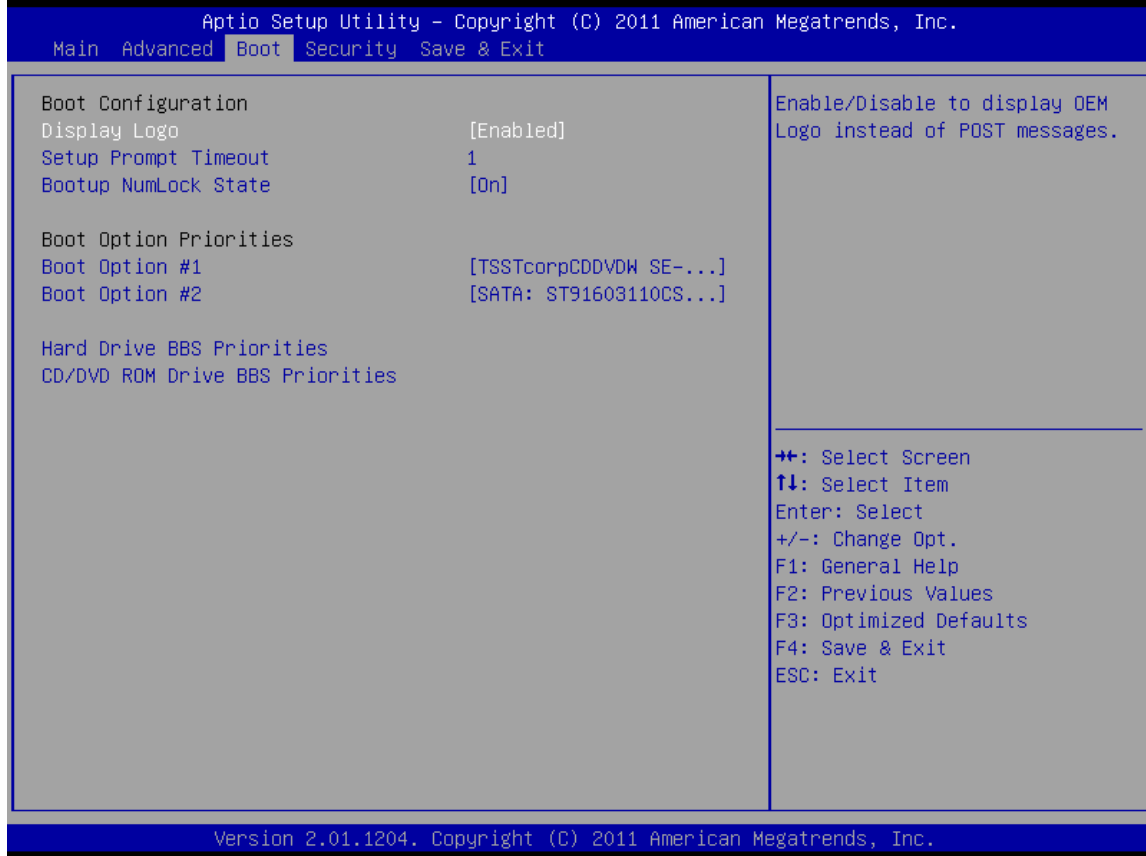 Aptio Setup Utility – Copyright (C) 2011 American Megatrends, Inc.
Main Advanced Boot Security Save & Exit
Boot Configuration
Display Logo [Enabled]
Setup Prompt Timeout 1
Bootup NumLock State [On]
Boot Option Priorities
Boot Option #1 [TSSTcorpCDDVDW SE-...]
Boot Option #2 [SATA: ST9160311OCS...]
Hard Drive BBS Priorities
CD/DVD ROM Drive BBS Priorities
Enable/Disable to display OEM
Logo instead of POST messages.
→←: Select Screen
↑↓: Select Item
Enter: Select
+/-: Change Opt.
F1: General Help
F2: Previous Values
F3: Optimized Defaults
F4: Save & Exit
ESC: Exit
Version 2.01.1204. Copyright (C) 2011 American Megatrends, Inc.